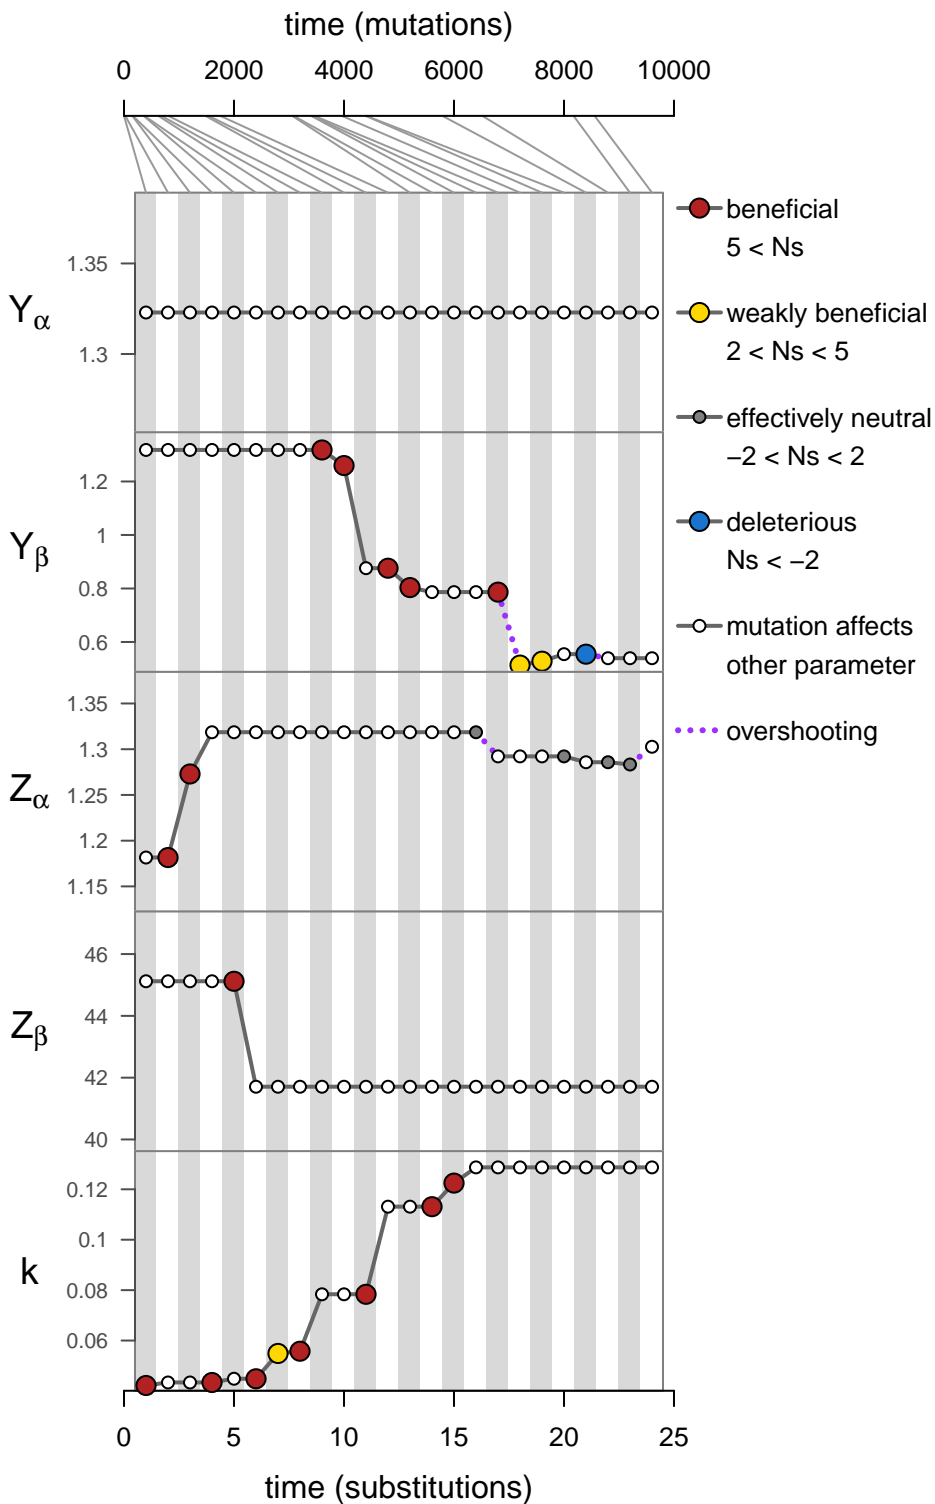 time (mutations)
0 2000 4000 6000 8000 10000
Yα
1.35
1.3
Yβ
1.2
1
0.8
0.6
Zα
1.35
1.3
1.25
1.2
1.15
Zβ
46
44
42
40
k
0.12
0.1
0.08
0.06
0 5 10 15 20 25
time (substitutions)
beneficial
5 < Ns
weakly beneficial
2 < Ns < 5
effectively neutral
−2 < Ns < 2
deleterious
Ns < −2
mutation affects
other parameter
overshooting